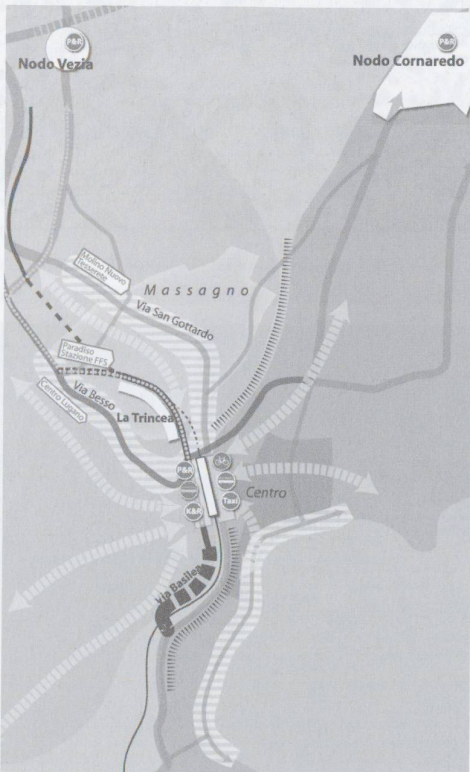 P&R
Nodo Vezia
P&R
Nodo Cornaredo
Molino Nuovo
Tesserete
Massagno
Via San Gottardo
Paradiso
Stazione FFS
Via Besso
Centro Lugano
La Trincea
P&R
K&R
Taxi
Centro
Via Basilea